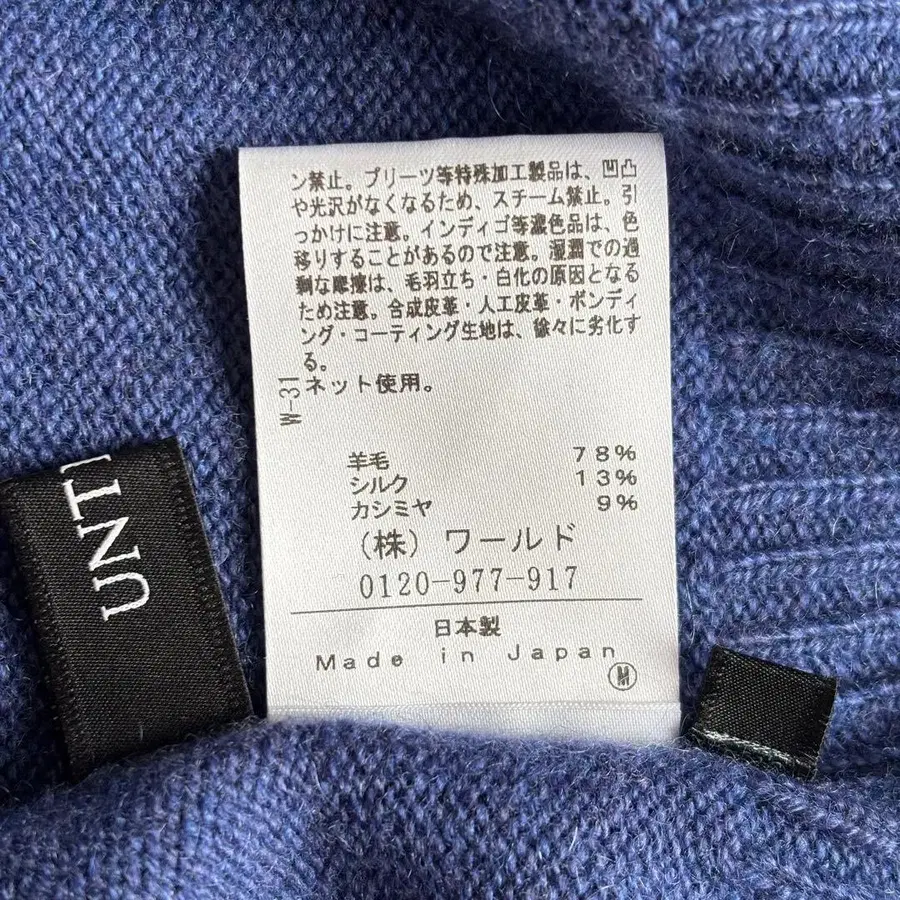 ン禁止。プリーツ等特殊加工製品は、凹凸
や光沢がなくなるため、スチーム禁止。引
っかけに注意。インディゴ等濃色品は、色
移りすることがあるので注意。湿潤での過
剰な摩擦は、毛羽立ち・白化の原因となる
ため注意。合成皮革・人工皮革・ボンディ
ング・コーティング生地は、徐々に劣化す
る。
W-31
ネット使用。
羊毛 78%
シルク 13%
カシミヤ 9%
(株) ワールド
0120-977-917
日本製
Made in Japan
M
UNT